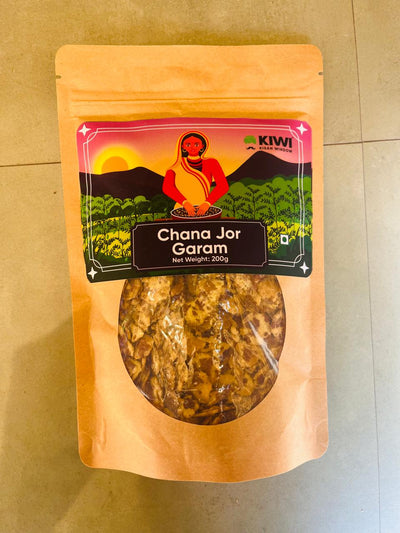 KIWI
KISAN WINDOW
Chana Jor
Garam
Net Weight: 200g